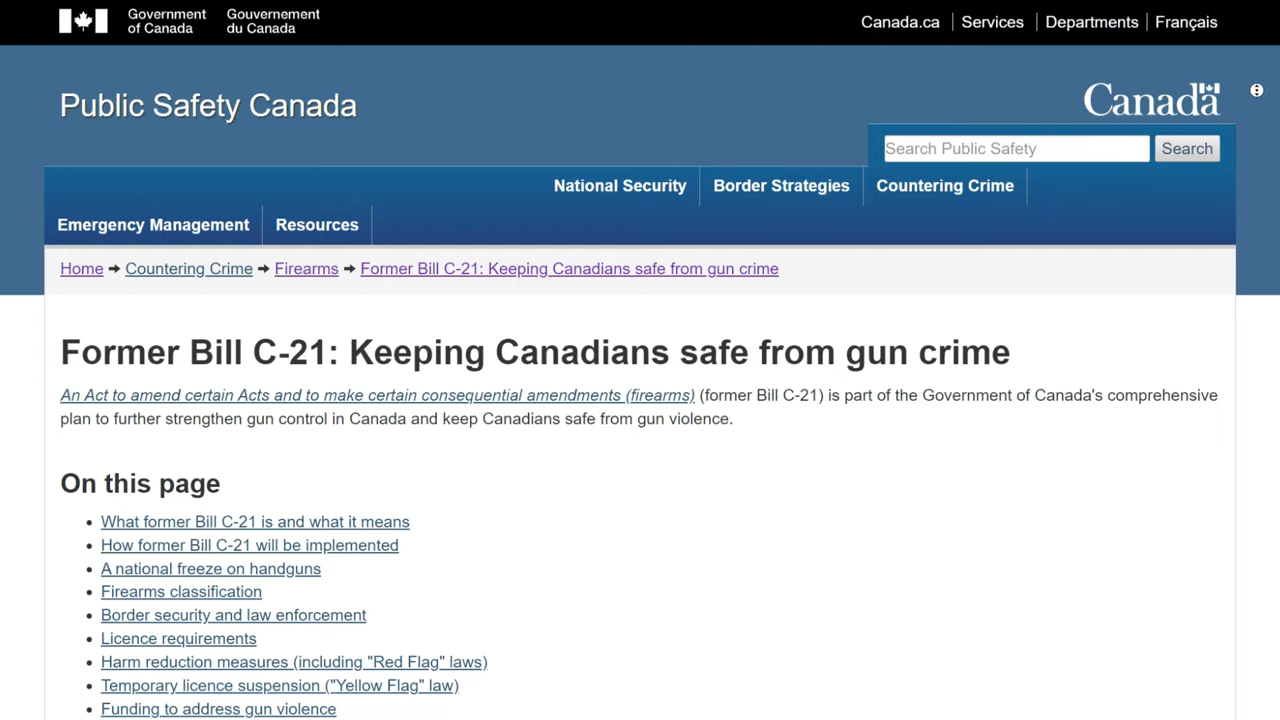 Government of Canada
Gouvernement du Canada
Canada.ca Services Departments Français
Public Safety Canada
Canada
Search Public Safety Search
National Security Border Strategies Countering Crime
Emergency Management Resources
Home → Countering Crime → Firearms → Former Bill C-21: Keeping Canadians safe from gun crime
Former Bill C-21: Keeping Canadians safe from gun crime
An Act to amend certain Acts and to make certain consequential amendments (firearms) (former Bill C-21) is part of the Government of Canada's comprehensive
plan to further strengthen gun control in Canada and keep Canadians safe from gun violence.
On this page
• What former Bill C-21 is and what it means
• How former Bill C-21 will be implemented
• A national freeze on handguns
• Firearms classification
• Border security and law enforcement
• Licence requirements
• Harm reduction measures (including "Red Flag" laws)
• Temporary licence suspension ("Yellow Flag" law)
• Funding to address gun violence